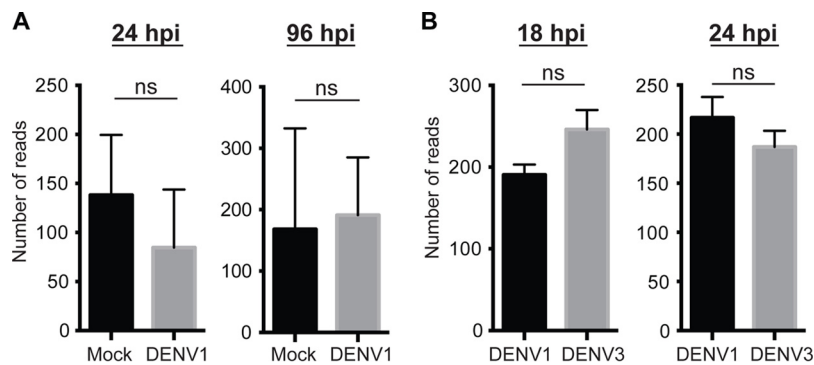 A
24 hpi
96 hpi
B
18 hpi
24 hpi
Number of reads
250
200
150
100
50
0
ns
Mock
DENV1
400
300
200
100
0
ns
Mock
DENV1
Number of reads
300
200
100
0
ns
DENV1
DENV3
250
200
150
100
50
0
ns
DENV1
DENV3